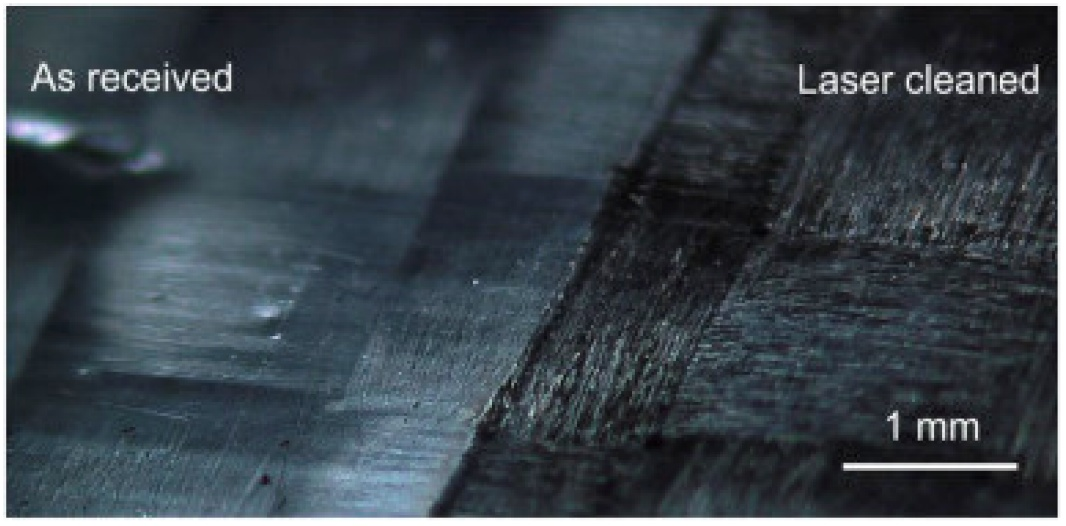 As received
Laser cleaned
1 mm